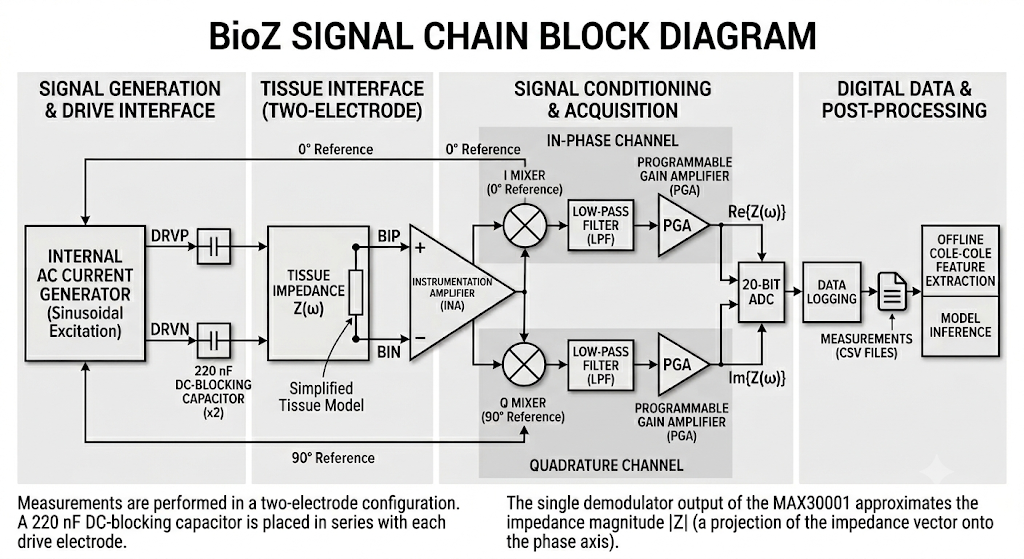 BioZ SIGNAL CHAIN BLOCK DIAGRAM
SIGNAL GENERATION
& DRIVE INTERFACE
TISSUE INTERFACE
(TWO-ELECTRODE)
SIGNAL CONDITIONING
& ACQUISITION
DIGITAL DATA &
POST-PROCESSING
0° Reference
0° Reference
IN-PHASE CHANNEL
I MIXER
(0° Reference)
PROGRAMMABLE
GAIN AMPLIFIER
(PGA)
LOW-PASS
FILTER
(LPF)
PGA
Re{Z(ω)}
DRVP
INTERNAL
AC CURRENT
GENERATOR
(Sinusoidal
Excitation)
DRVN
220 nF
DC-BLOCKING
CAPACITOR
(x2)
TISSUE
IMPEDANCE
Z(ω)
BIP
BIN
Simplified
Tissue Model
+
INSTRUMENTATION
AMPLIFIER
(INA)
−
20-BIT
ADC
DATA
LOGGING
MEASUREMENTS
(CSV FILES)
OFFLINE
COLE-COLE
FEATURE
EXTRACTION
MODEL
INFERENCE
LOW-PASS
FILTER
(LPF)
PGA
Im{Z(ω)}
Q MIXER
(90° Reference)
PROGRAMMABLE
GAIN AMPLIFIER
(PGA)
QUADRATURE CHANNEL
90° Reference
Measurements are performed in a two-electrode configuration.
A 220 nF DC-blocking capacitor is placed in series with each
drive electrode.
The single demodulator output of the MAX30001 approximates the
impedance magnitude |Z| (a projection of the impedance vector onto
the phase axis).